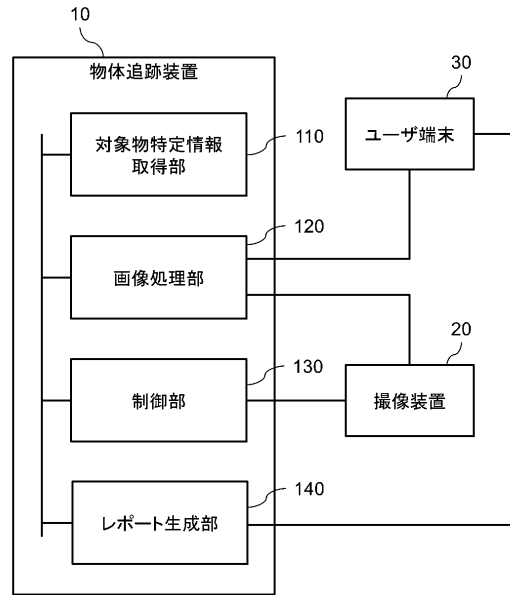 10
物体追跡装置
30
対象物特定情報
取得部
110
ユーザ端末
120
画像処理部
20
130
制御部
撮像装置
140
レポート生成部